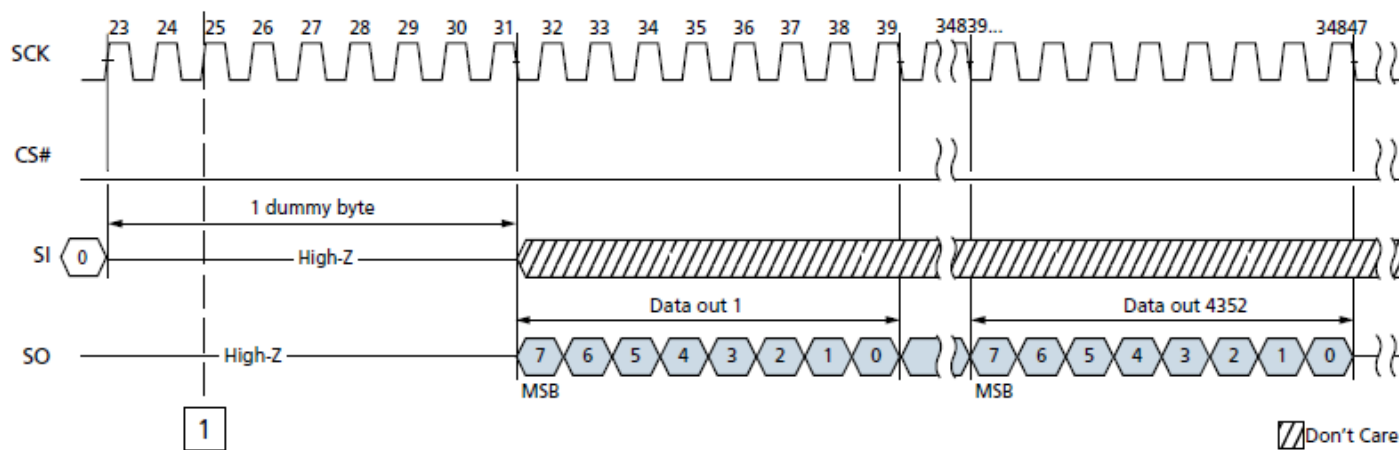 23 24 25 26 27 28 29 30 31 32 33 34 35 36 37 38 39 34839... 34847
SCK
CS#
1 dummy byte
SI 0 High-Z
Data out 1 Data out 4352
SO High-Z 7 6 5 4 3 2 1 0 7 6 5 4 3 2 1 0
MSB MSB
1
Don't Care